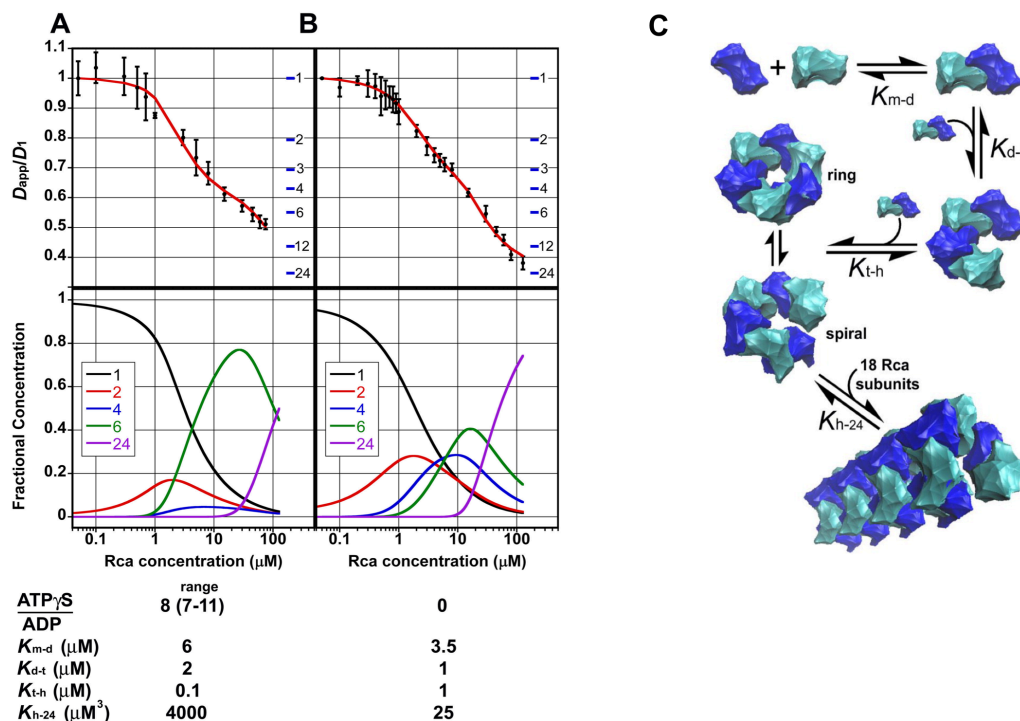 A
B
C
1.1
1
0.9
0.8
0.7
0.6
0.5
0.4
Dapp/D1
1
2
3
4
6
12
24
1
2
3
4
6
12
24
1
0.8
0.6
0.4
0.2
0
Fractional Concentration
1
2
4
6
24
1
2
4
6
24
0.1 1 10 100
0.1 1 10 100
Rca concentration (μM)
Rca concentration (μM)
range
ATPγS
ADP
8 (7-11) 0
Km-d (μM) 6 3.5
Kd-t (μM) 2 1
Kt-h (μM) 0.1 1
Kh-24 (μM³) 4000 25
+
Km-d
Kd-
ring
Kt-h
spiral
18 Rca
subunits
Kh-24